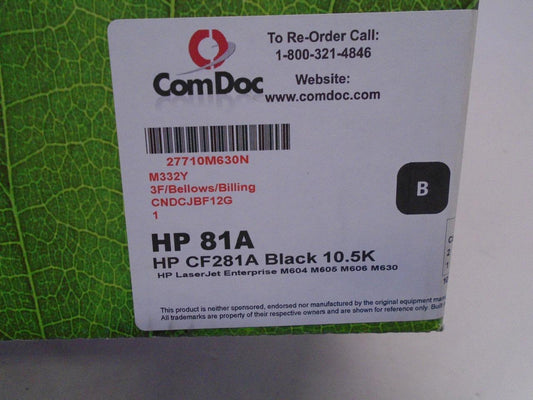 To Re-Order Call:
1-800-321-4846
ComDoc
Website:
www.comdoc.com
27710M630N
M332Y
3F/Bellows/Billing
CNDCJBF12G
1
B
HP 81A
HP CF281A Black 10.5K
HP LaserJet Enterprise M604 M605 M606 M630
This product is neither sponsored, endorsed nor manufactured by the original equipment
All trademarks are property of their respective owners and are shown for reference only. Built